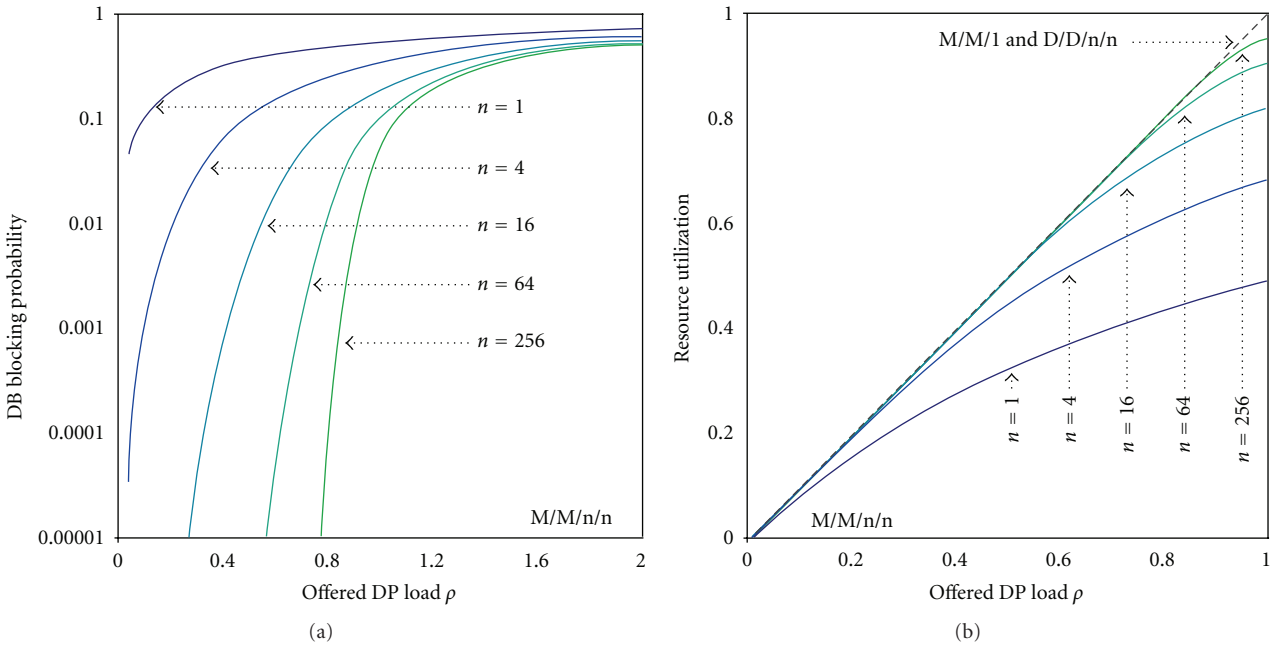 1
0.1
0.01
0.001
0.0001
0.00001
DB blocking probability
n = 1
n = 4
n = 16
n = 64
n = 256
M/M/n/n
0
0.4
0.8
1.2
1.6
2
Offered DP load ρ
(a)
1
0.8
0.6
0.4
0.2
0
Resource utilization
M/M/1 and D/D/n/n
n = 1
n = 4
n = 16
n = 64
n = 256
M/M/n/n
0
0.2
0.4
0.6
0.8
1
Offered DP load ρ
(b)